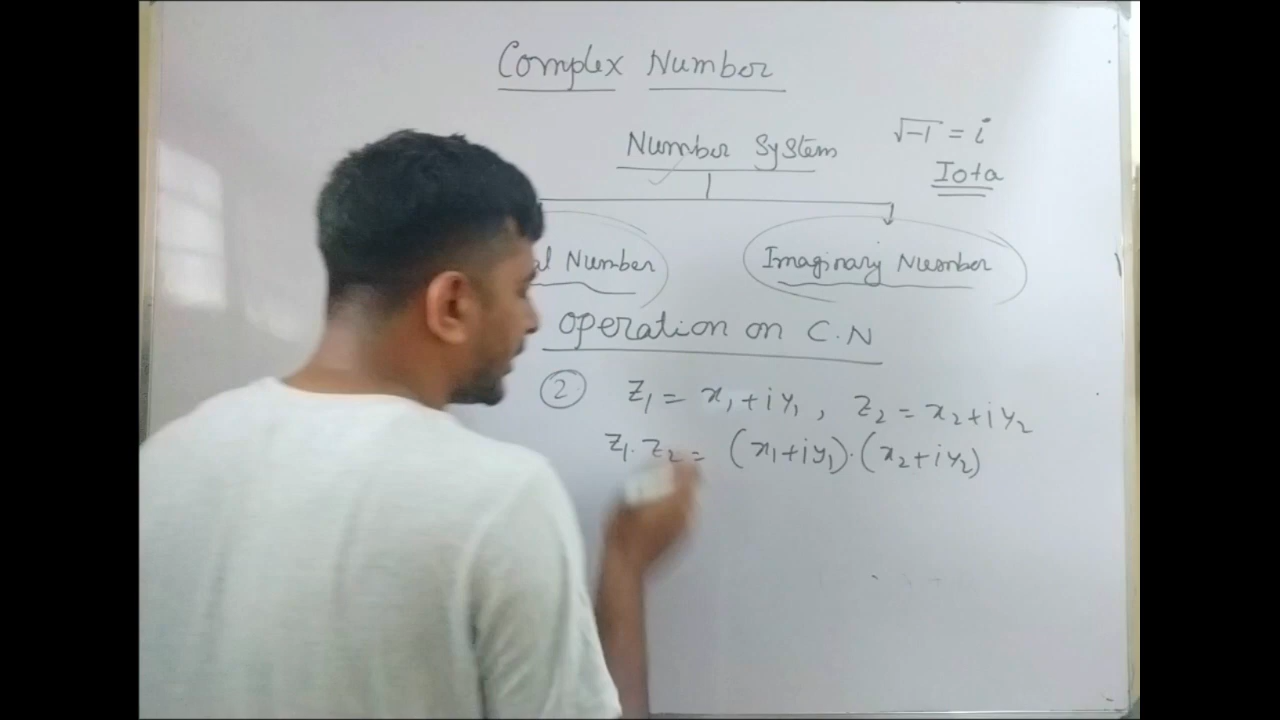 Complex Number
Number System
√-1 = i
Iota
Number
Imaginary Number
operation on C.N
2
z₁ = x₁+iy₁, z₂ = x₂+iy₂
z₁.z₂ = (x₁+iy₁).(x₂+iy₂)